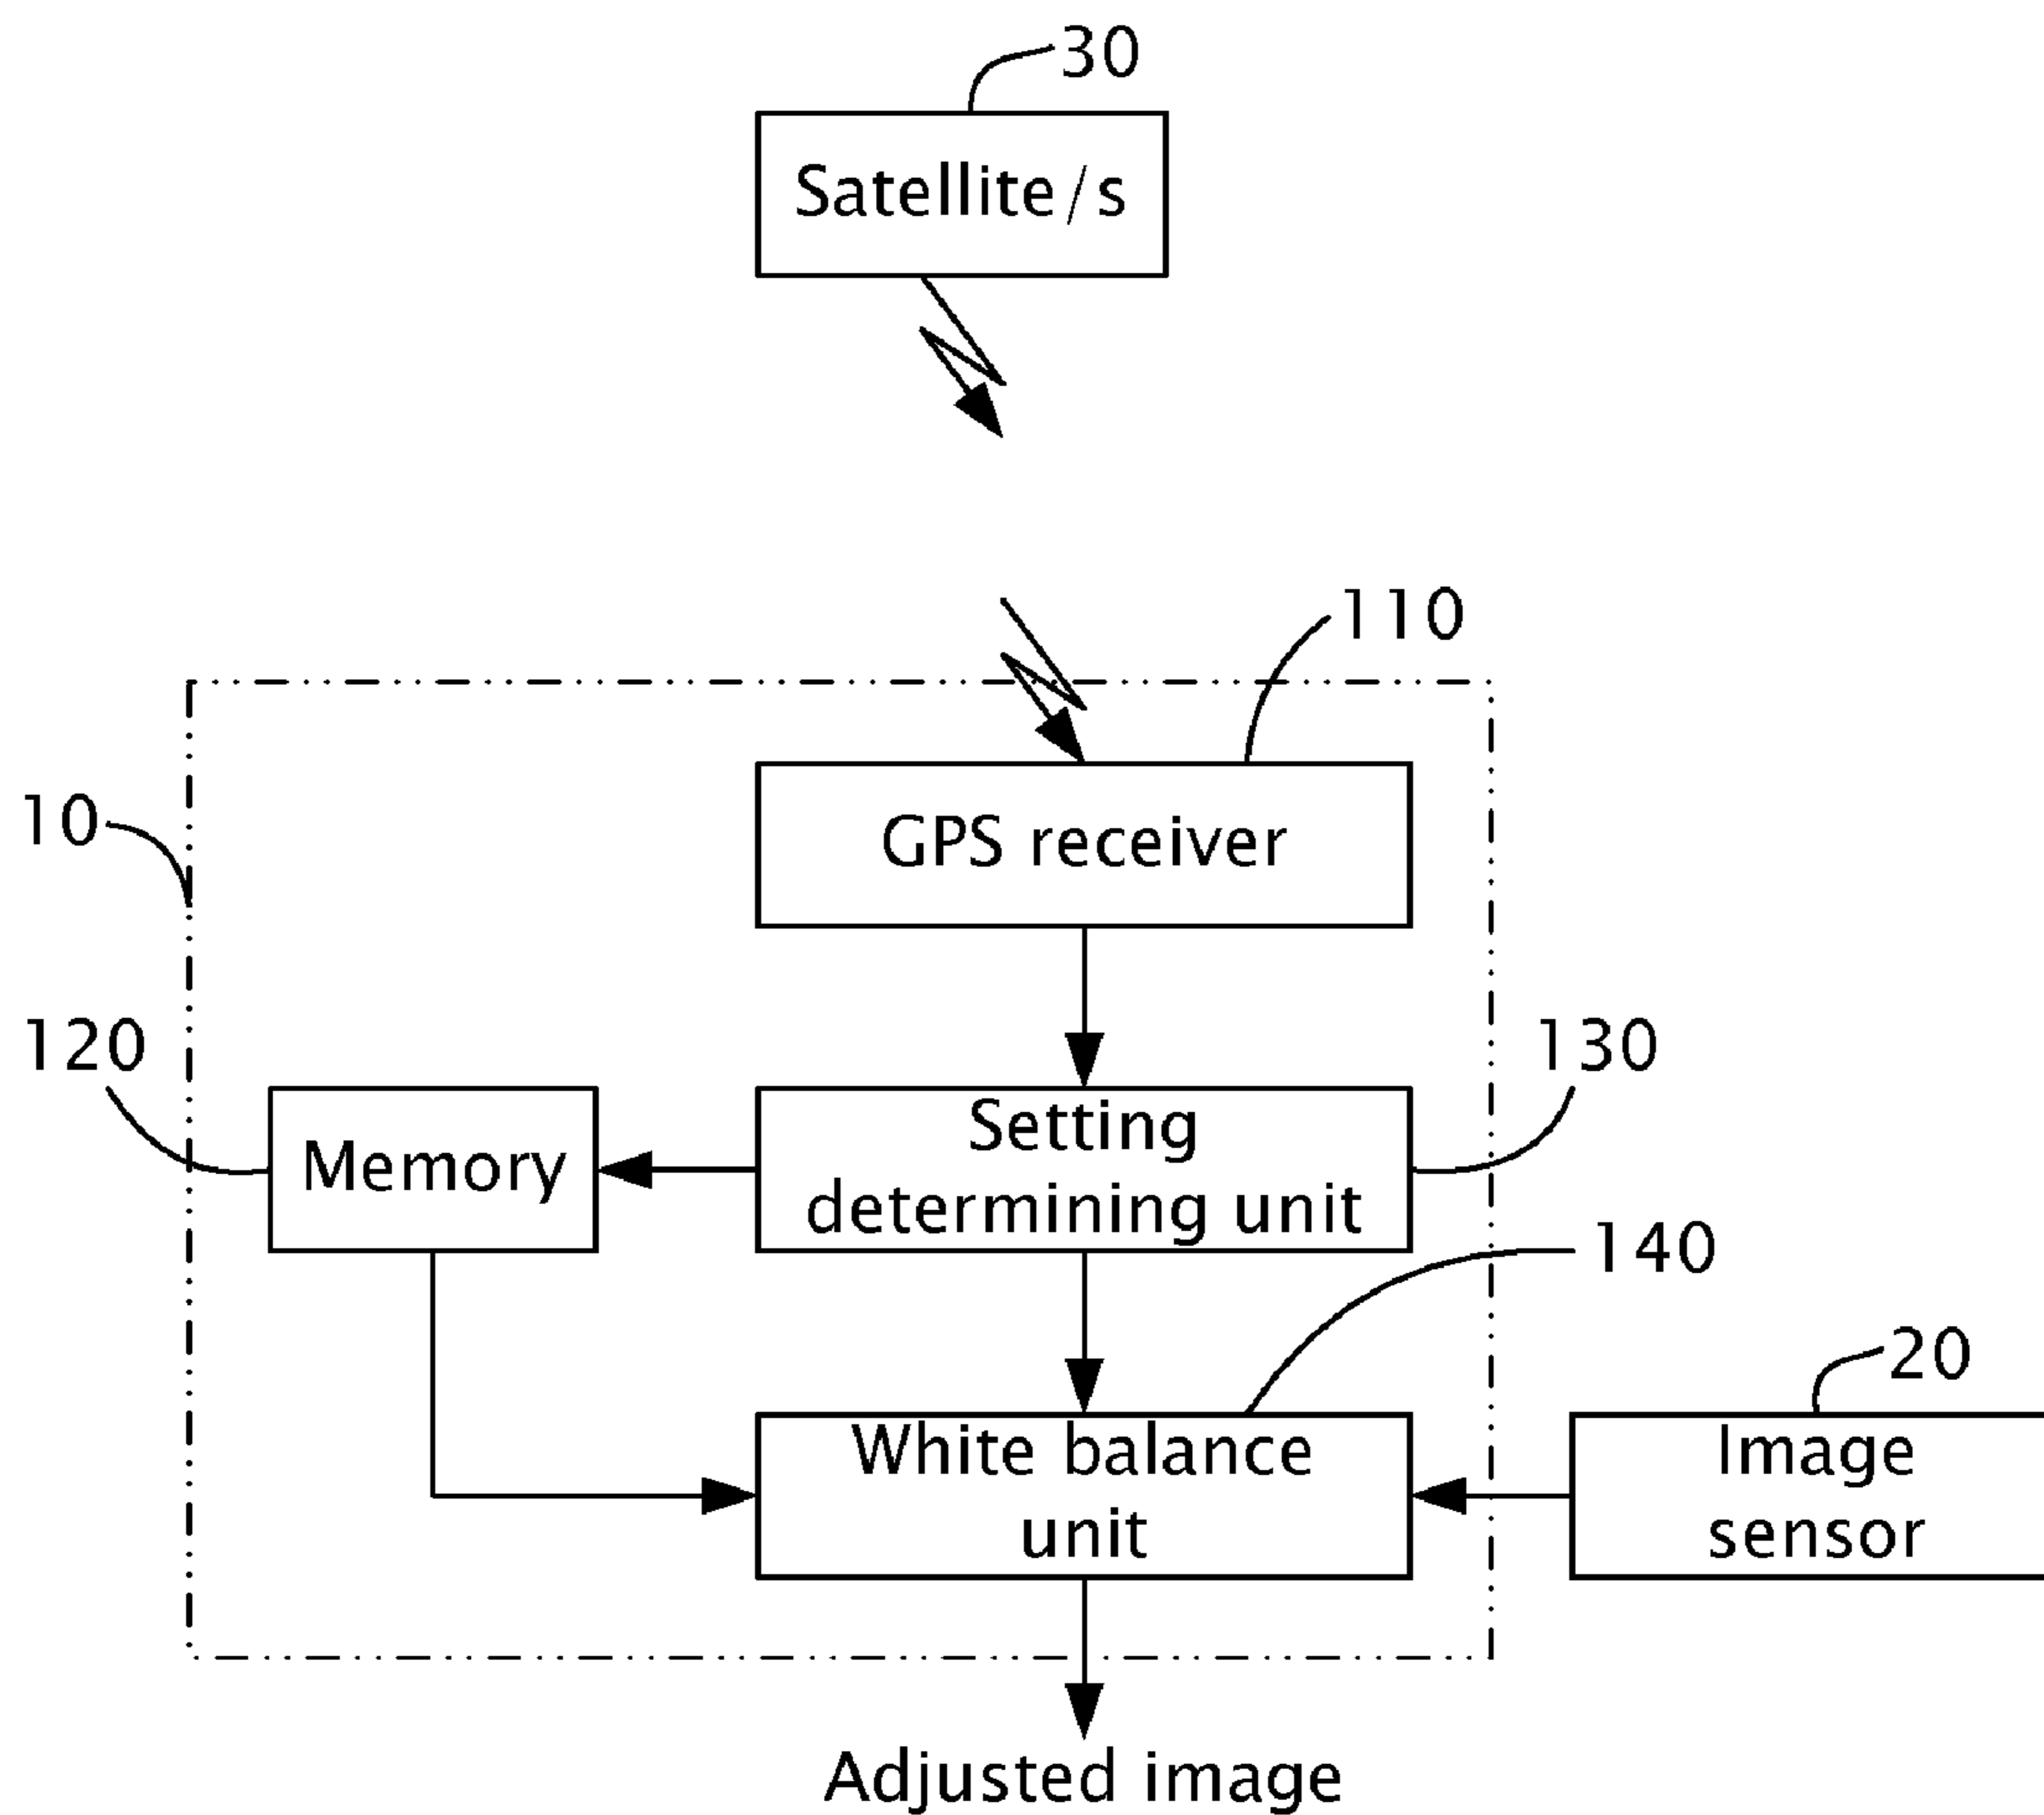 30
Satellite/s
110
10
GPS receiver
120
130
Memory
Setting
determining unit
140
20
White balance
unit
Image
sensor
Adjusted image